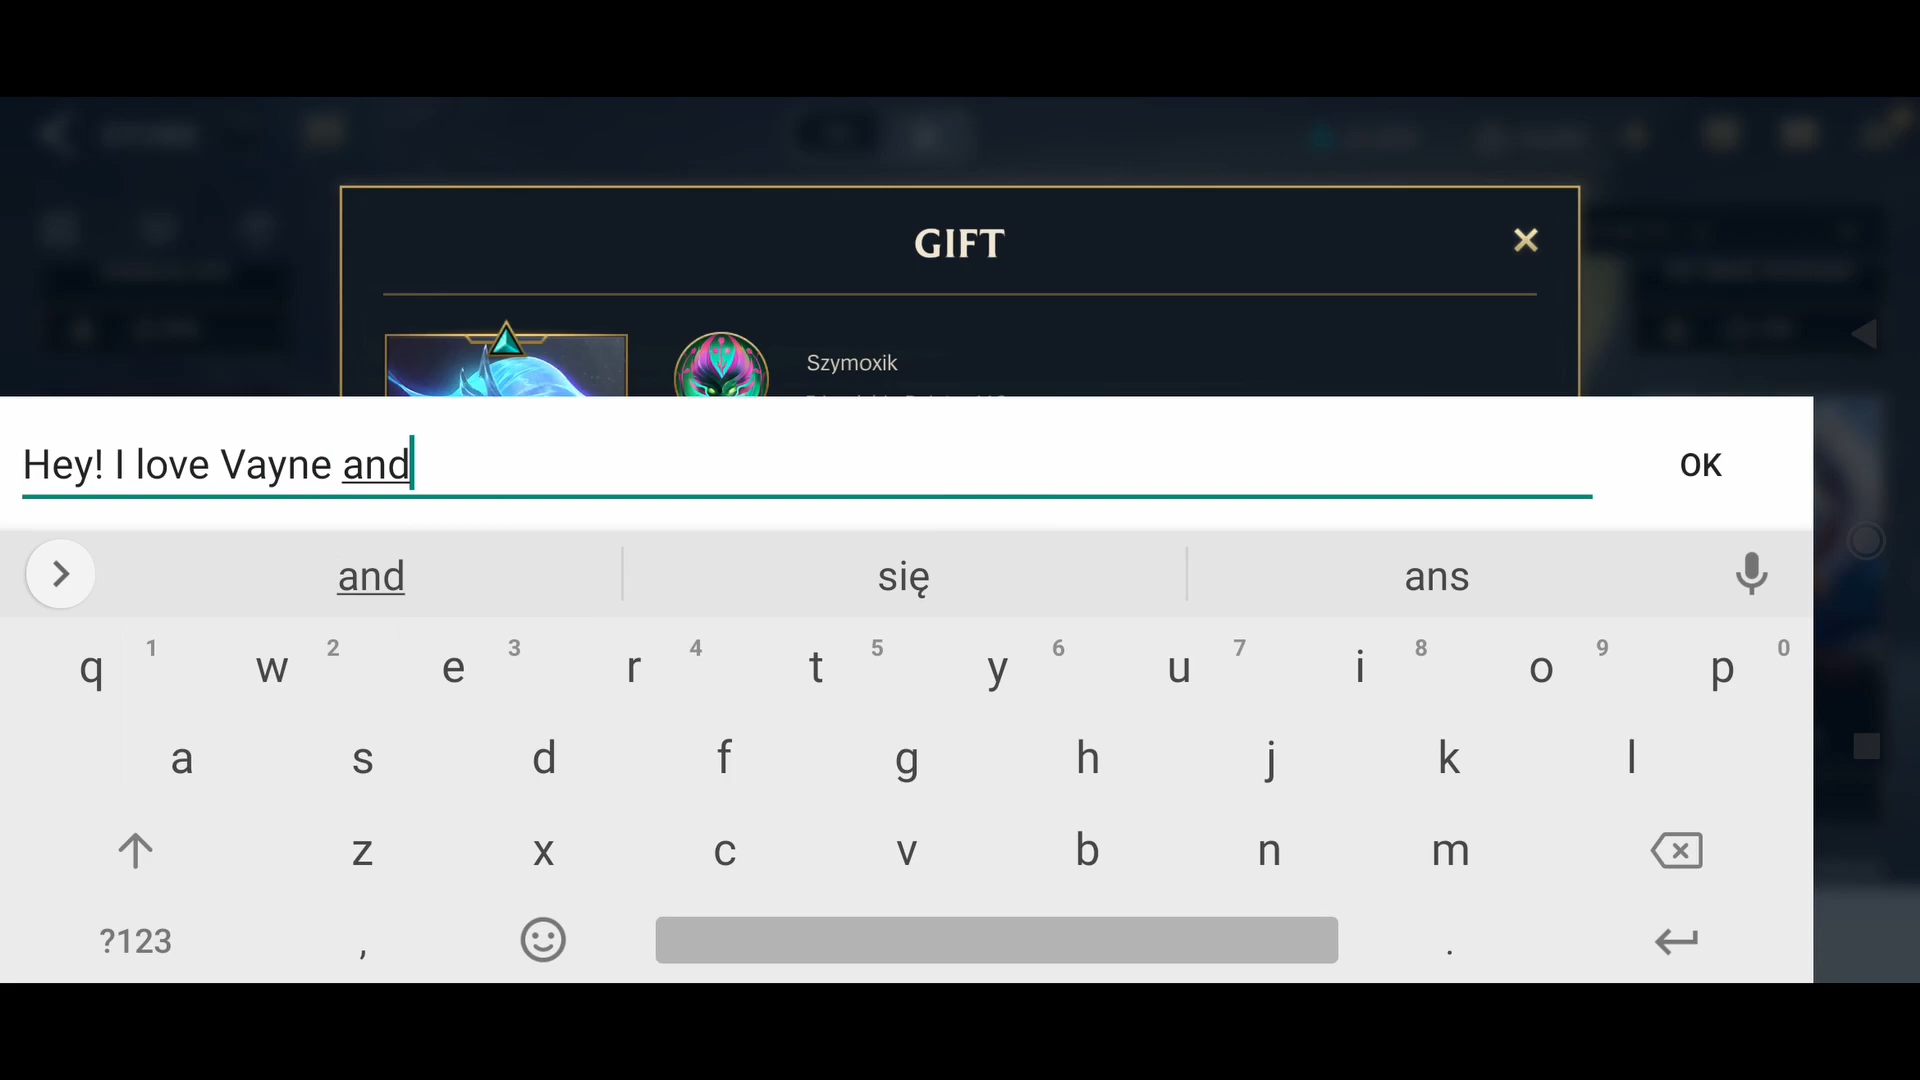 GIFT
Szymoxik
Hey! I love Vayne and
OK
and się ans
q 1 w 2 e 3 r 4 t 5 y 6 u 7 i 8 o 9 p 0
a s d f g h j k l
z x c v b n m
?123 , .